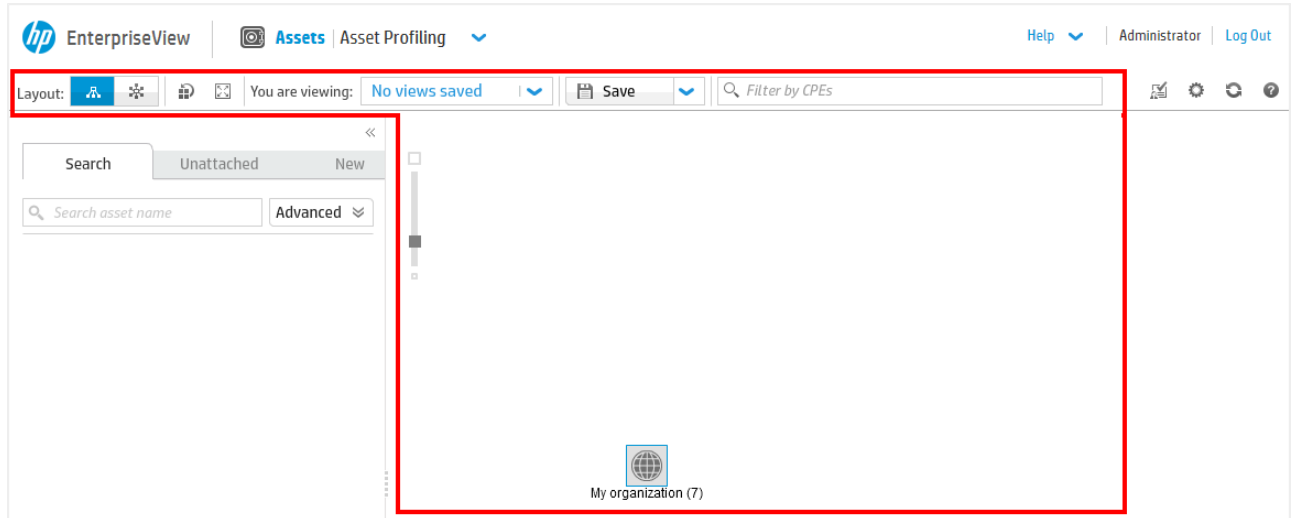 hp EnterpriseView Assets Asset Profiling Help Administrator Log Out
Layout: You are viewing: No views saved Save Filter by CPEs
Search Unattached New
Search asset name Advanced
My organization (7)